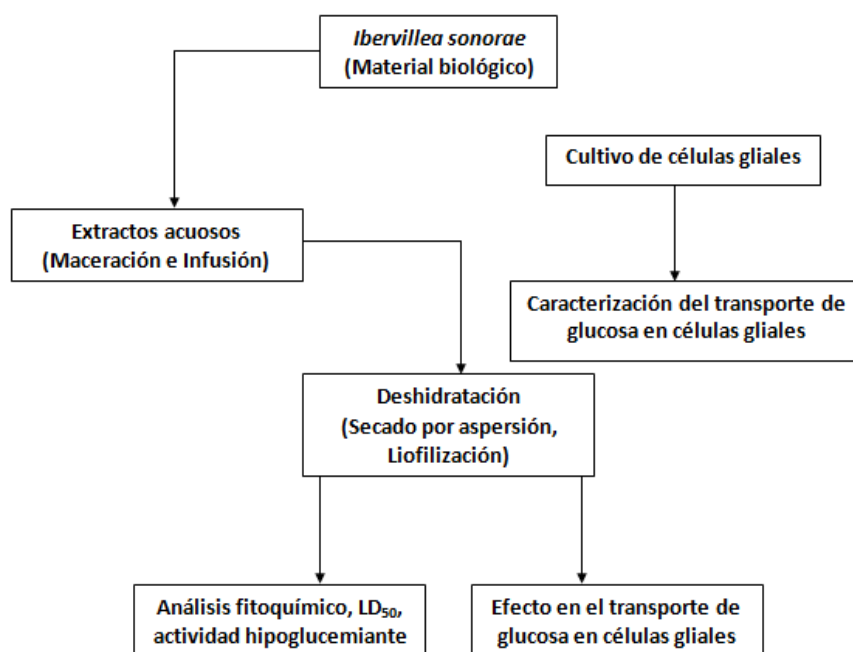 Ibervillea sonorae
(Material biológico)
Cultivo de células gliales
Extractos acuosos
(Maceración e Infusión)
Caracterización del transporte de
glucosa en células gliales
Deshidratación
(Secado por aspersión,
Liofilización)
Análisis fitoquímico, LD₅₀,
actividad hipoglucemiante
Efecto en el transporte de
glucosa en células gliales